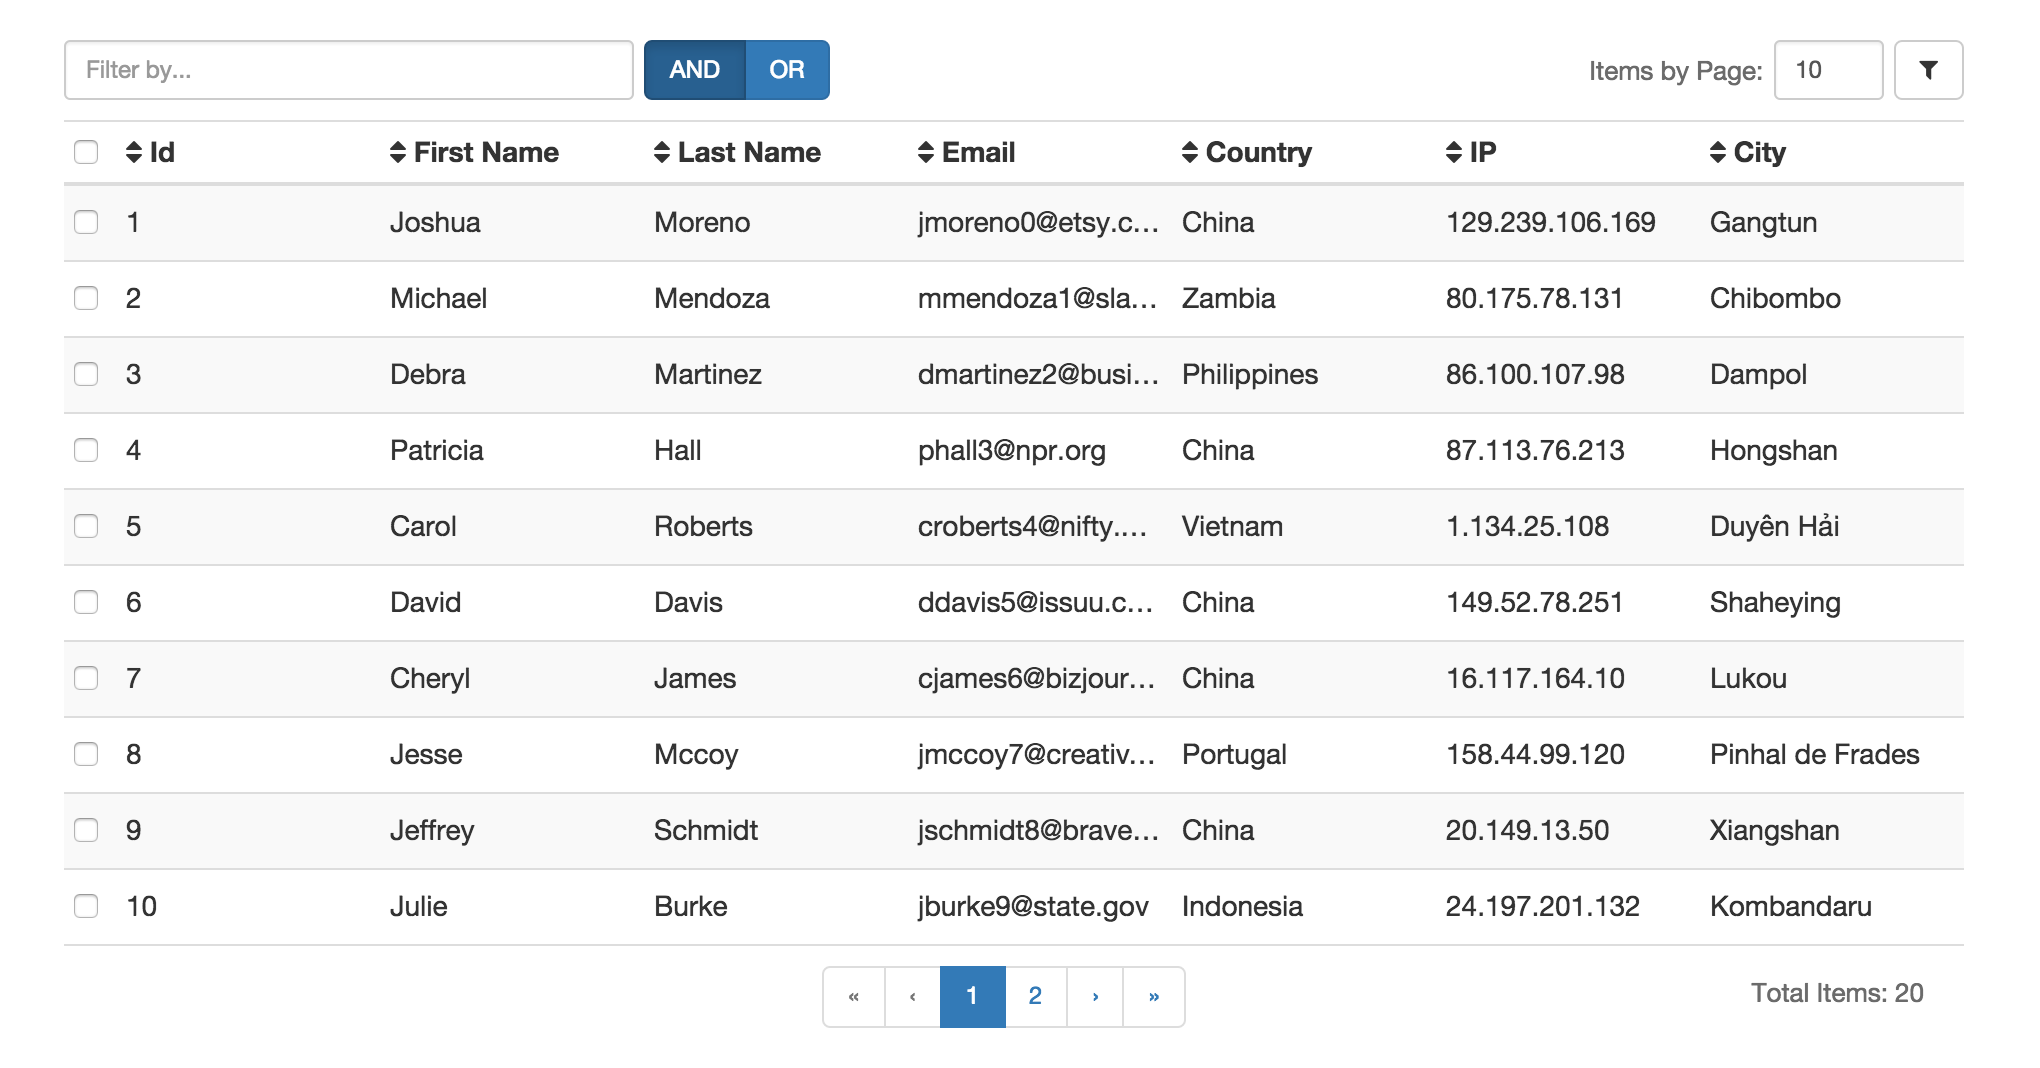 Filter by... AND OR Items by Page: 10
Id First Name Last Name Email Country IP City
1 Joshua Moreno jmoreno0@etsy.c... China 129.239.106.169 Gangtun
2 Michael Mendoza mmendoza1@sla... Zambia 80.175.78.131 Chibombo
3 Debra Martinez dmartinez2@busi... Philippines 86.100.107.98 Dampol
4 Patricia Hall phall3@npr.org China 87.113.76.213 Hongshan
5 Carol Roberts croberts4@nifty.... Vietnam 1.134.25.108 Duyên Hải
6 David Davis ddavis5@issuu.c... China 149.52.78.251 Shaheying
7 Cheryl James cjames6@bizjour... China 16.117.164.10 Lukou
8 Jesse Mccoy jmccoy7@creativ... Portugal 158.44.99.120 Pinhal de Frades
9 Jeffrey Schmidt jschmidt8@brave... China 20.149.13.50 Xiangshan
10 Julie Burke jburke9@state.gov Indonesia 24.197.201.132 Kombandaru
« ‹ 1 2 › » Total Items: 20